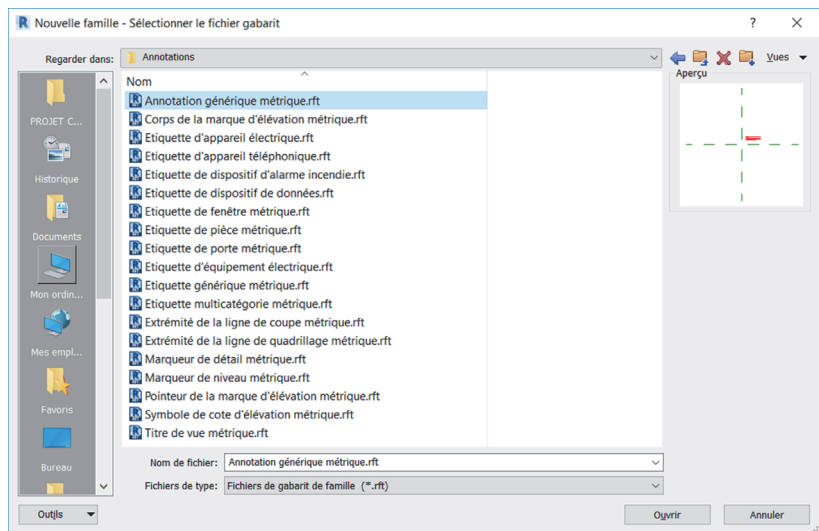 Nouvelle famille - Sélectionner le fichier gabarit
Regarder dans: Annotations
Vues
Nom
Aperçu
Annotation générique métrique.rft
Corps de la marque d'élévation métrique.rft
Etiquette d'appareil électrique.rft
Etiquette d'appareil téléphonique.rft
Etiquette de dispositif d'alarme incendie.rft
Etiquette de dispositif de données.rft
Etiquette de fenêtre métrique.rft
Etiquette de pièce métrique.rft
Etiquette de porte métrique.rft
Etiquette d'équipement électrique.rft
Etiquette générique métrique.rft
Etiquette multicatégorie métrique.rft
Extrémité de la ligne de coupe métrique.rft
Extrémité de la ligne de quadrillage métrique.rft
Marqueur de détail métrique.rft
Marqueur de niveau métrique.rft
Pointeur de la marque d'élévation métrique.rft
Symbole de cote d'élévation métrique.rft
Titre de vue métrique.rft
PROJET C...
Historique
Documents
Mon ordin...
Mes empl...
Favoris
Bureau
Nom de fichier: Annotation générique métrique.rft
Fichiers de type: Fichiers de gabarit de famille (*.rft)
Outils
Ouvrir
Annuler